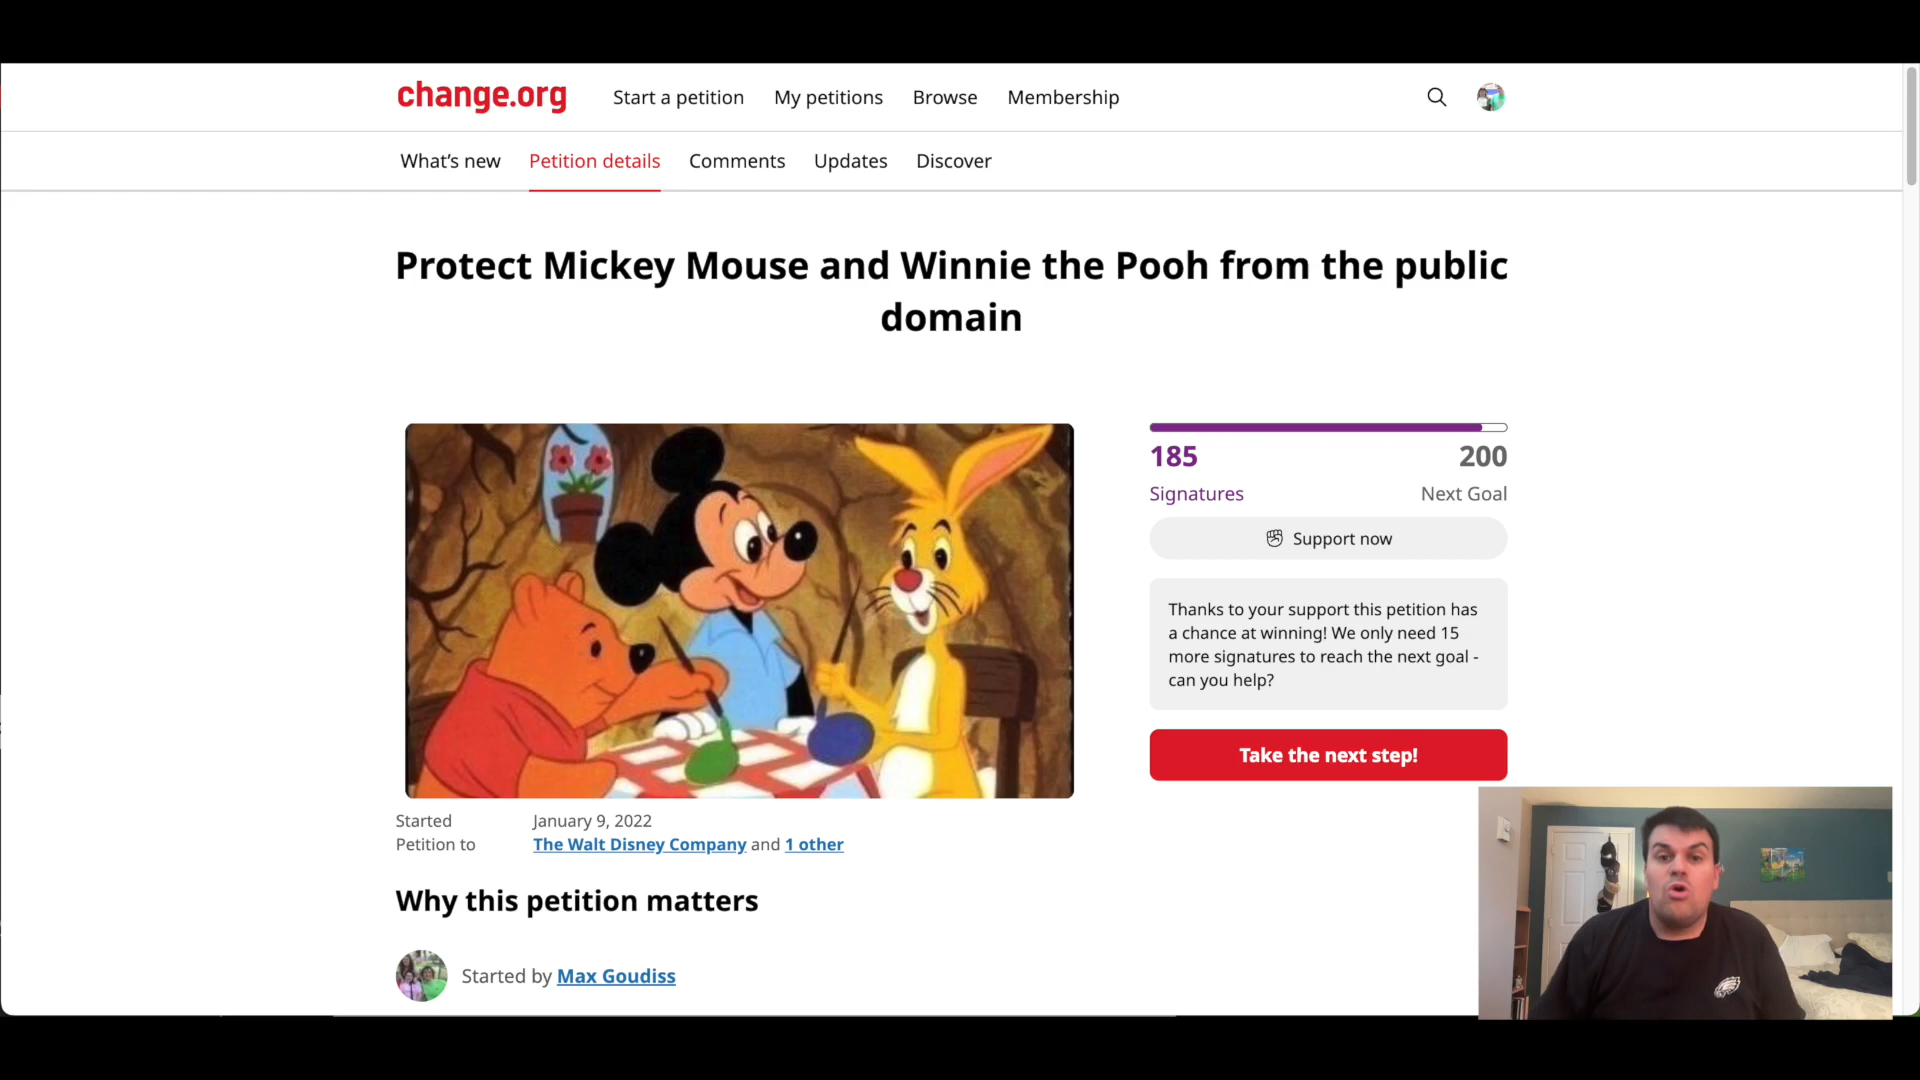 change.org
Start a petition
My petitions
Browse
Membership
What's new
Petition details
Comments
Updates
Discover
Protect Mickey Mouse and Winnie the Pooh from the public
domain
185
200
Signatures
Next Goal
Support now
Thanks to your support this petition has
a chance at winning! We only need 15
more signatures to reach the next goal -
can you help?
Take the next step!
Started
January 9, 2022
Petition to
The Walt Disney Company and 1 other
Why this petition matters
Started by Max Goudiss